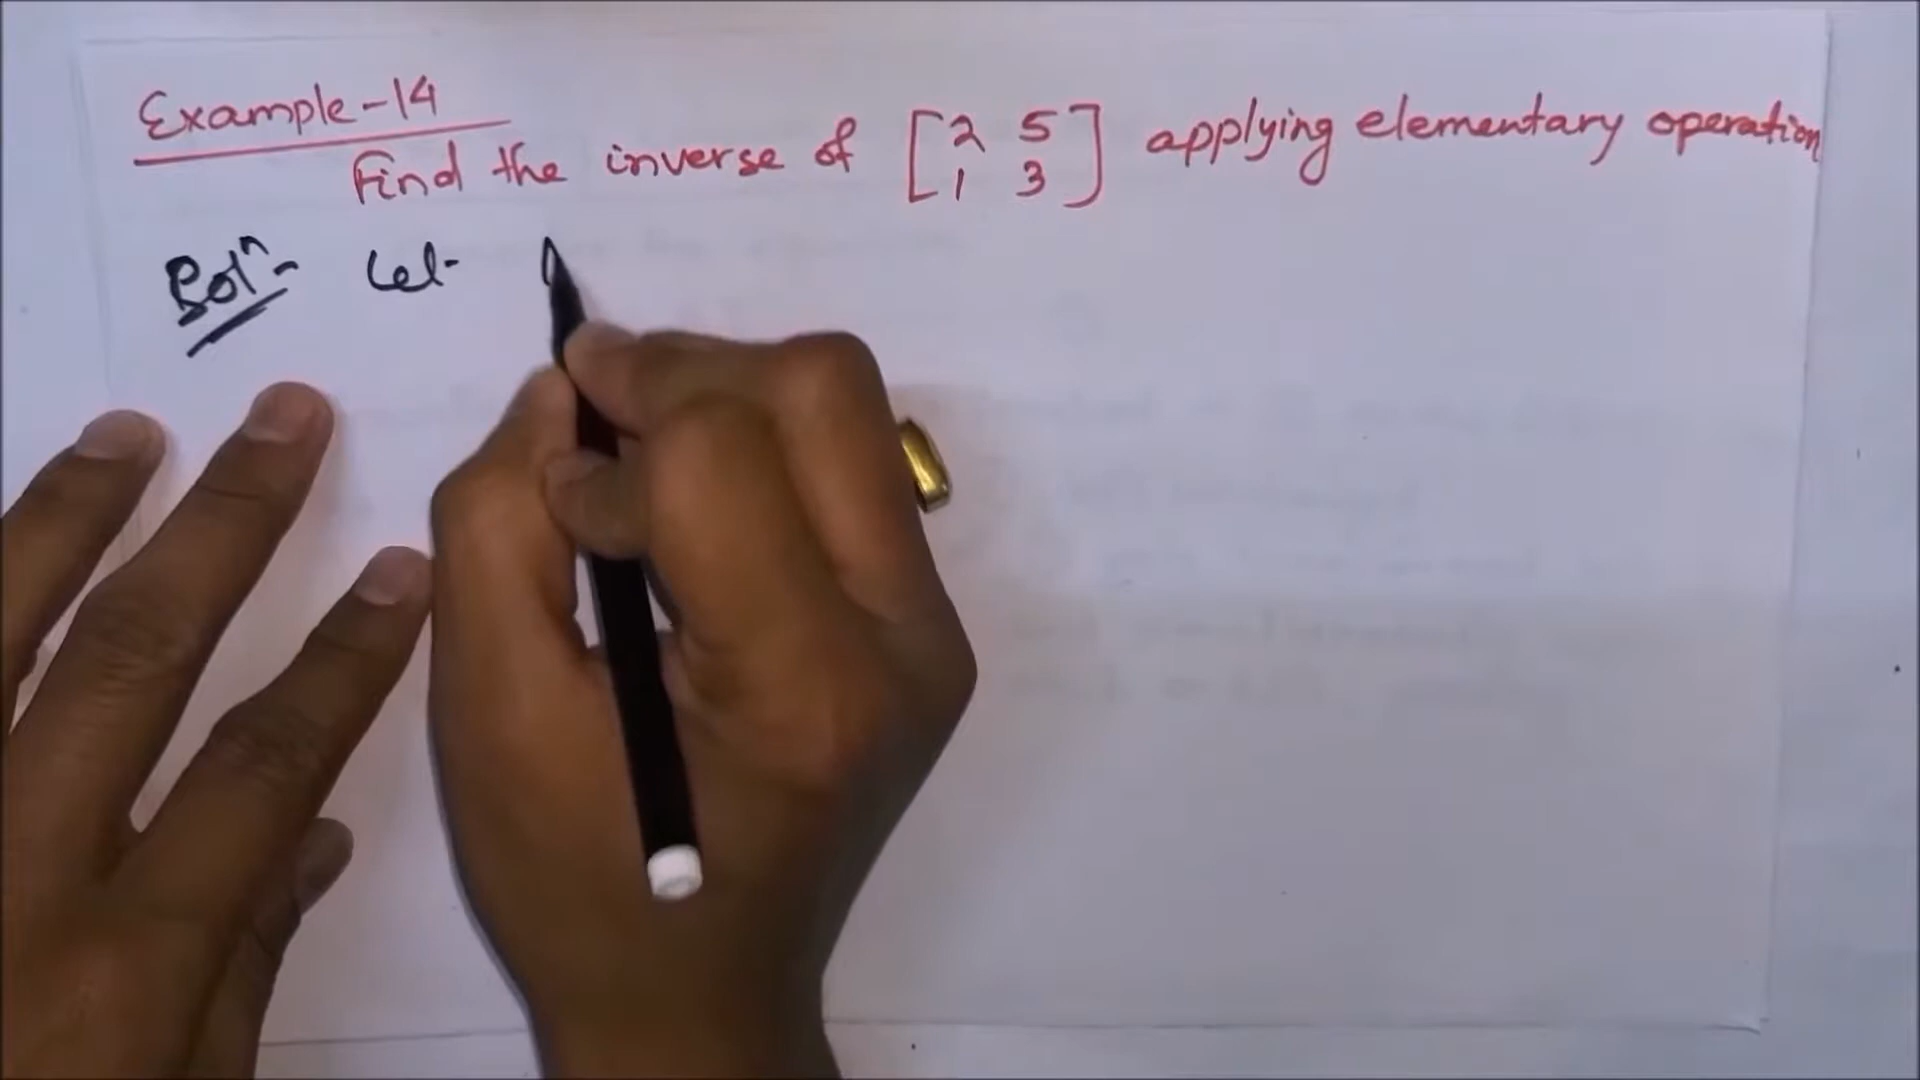 Example-14
Find the inverse of [2 5
1 3] applying elementary operation
Solⁿ- Let